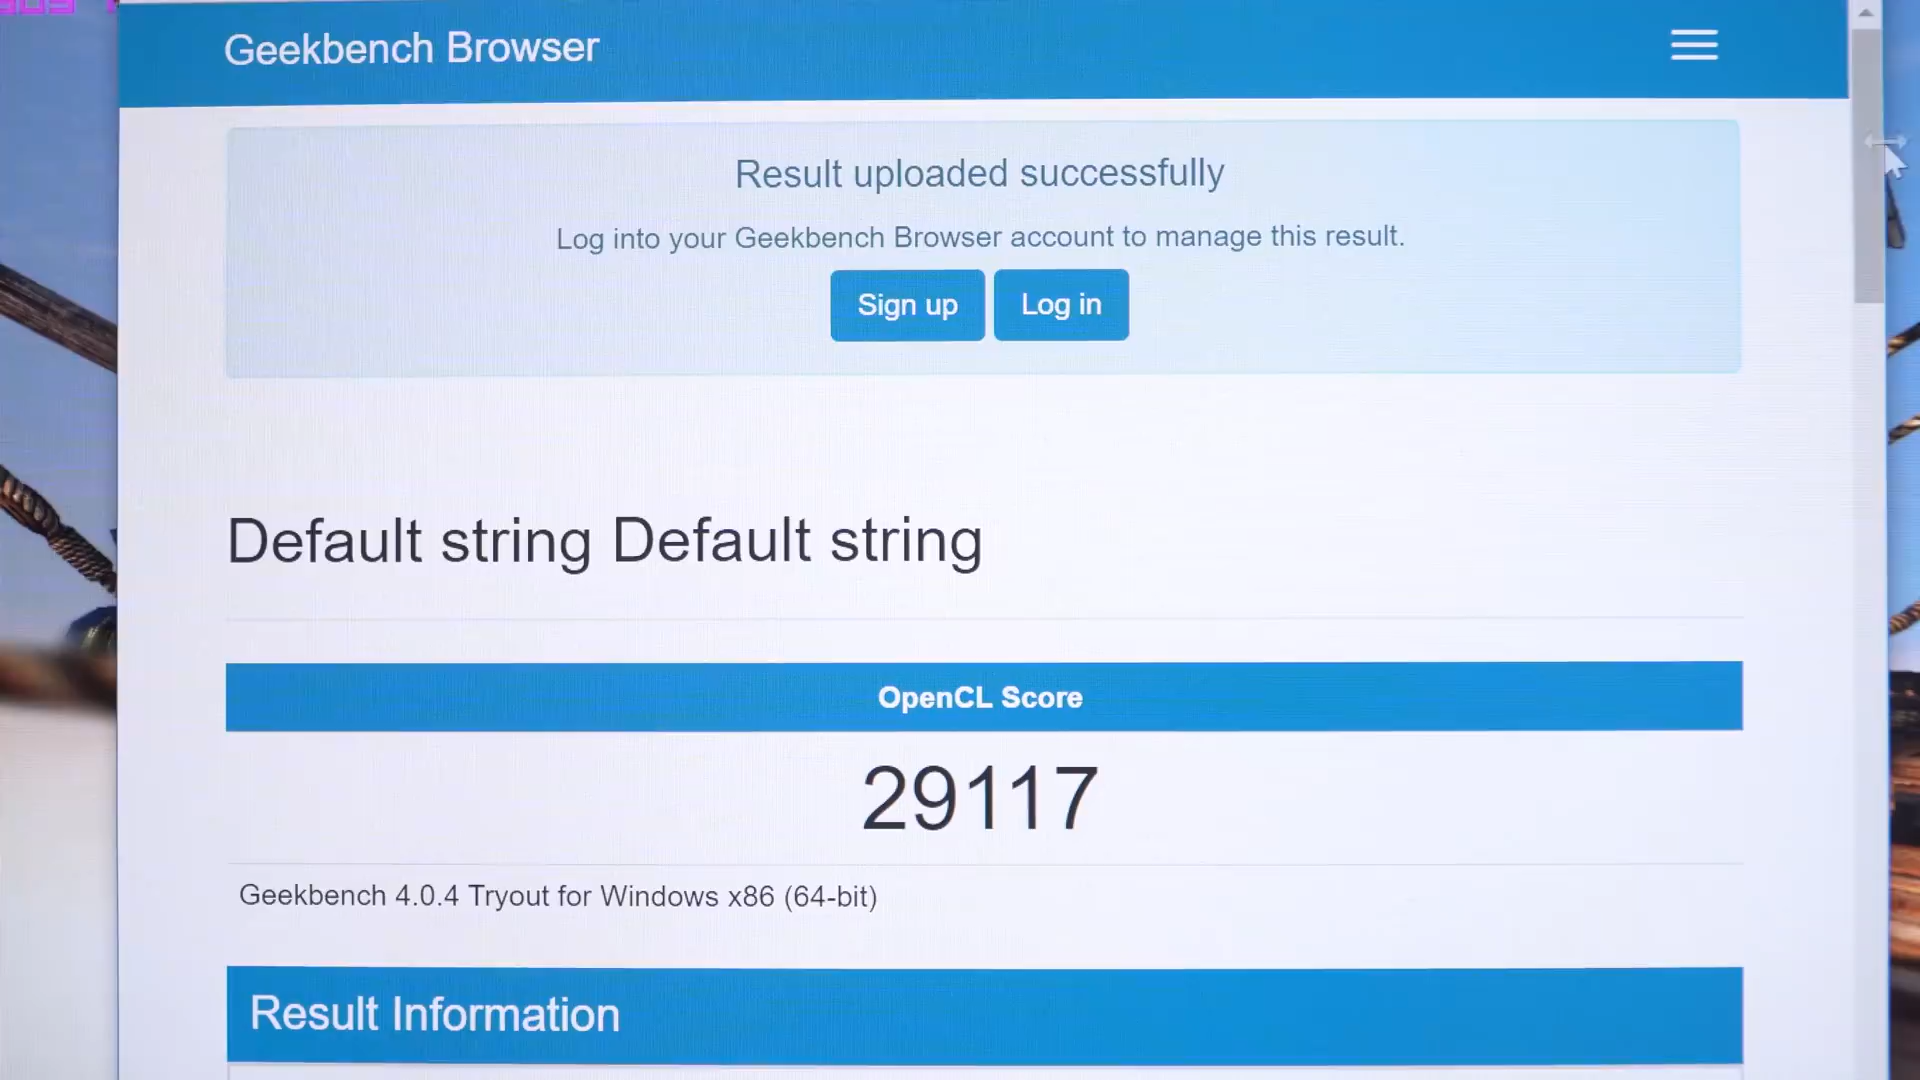 Geekbench Browser
Result uploaded successfully
Log into your Geekbench Browser account to manage this result.
Sign up Log in
Default string Default string
OpenCL Score
29117
Geekbench 4.0.4 Tryout for Windows x86 (64-bit)
Result Information